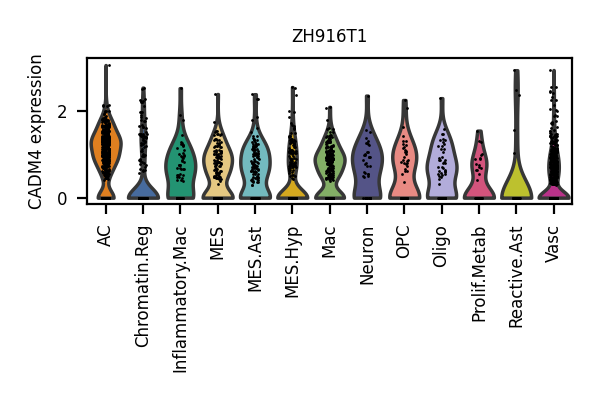 ZH916T1
CADM4 expression
2
0
AC
Chromatin.Reg
Inflammatory.Mac
MES
MES.Ast
MES.Hyp
Mac
Neuron
OPC
Oligo
Prolif.Metab
Reactive.Ast
Vasc